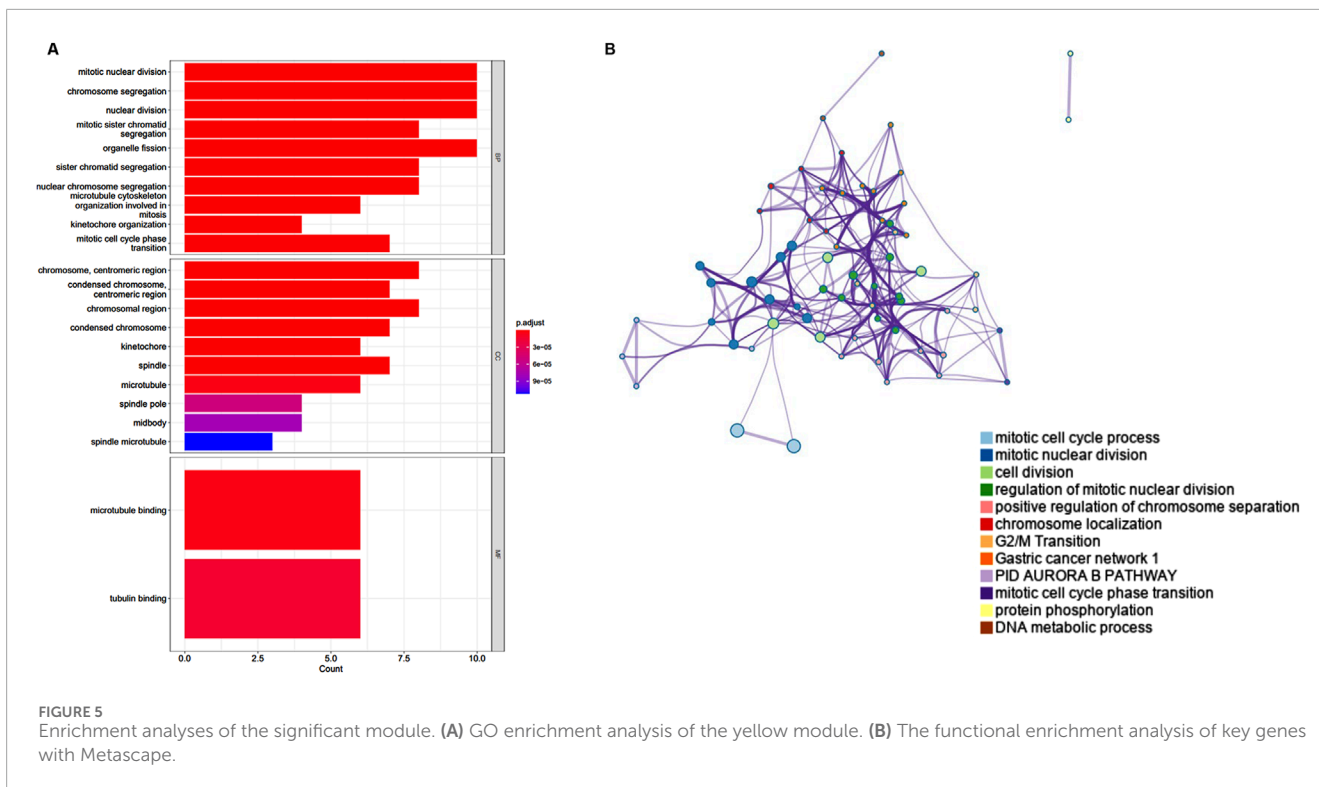 A
mitotic nuclear division
chromosome segregation
nuclear division
mitotic sister chromatid
segregation
organelle fission
sister chromatid segregation
nuclear chromosome segregation
microtubule cytoskeleton
organization involved in
mitosis
kinetochore organization
mitotic cell cycle phase
transition
BP
chromosome, centromeric region
condensed chromosome,
centromeric region
chromosomal region
condensed chromosome
kinetochore
spindle
microtubule
spindle pole
midbody
spindle microtubule
CC
microtubule binding
tubulin binding
MF
0.0 2.5 5.0 7.5 10.0
Count
p.adjust
3e-05
6e-05
9e-05
B
mitotic cell cycle process
mitotic nuclear division
cell division
regulation of mitotic nuclear division
positive regulation of chromosome separation
chromosome localization
G2/M Transition
Gastric cancer network 1
PID AURORA B PATHWAY
mitotic cell cycle phase transition
protein phosphorylation
DNA metabolic process
FIGURE 5
Enrichment analyses of the significant module. (A) GO enrichment analysis of the yellow module. (B) The functional enrichment analysis of key genes
with Metascape.